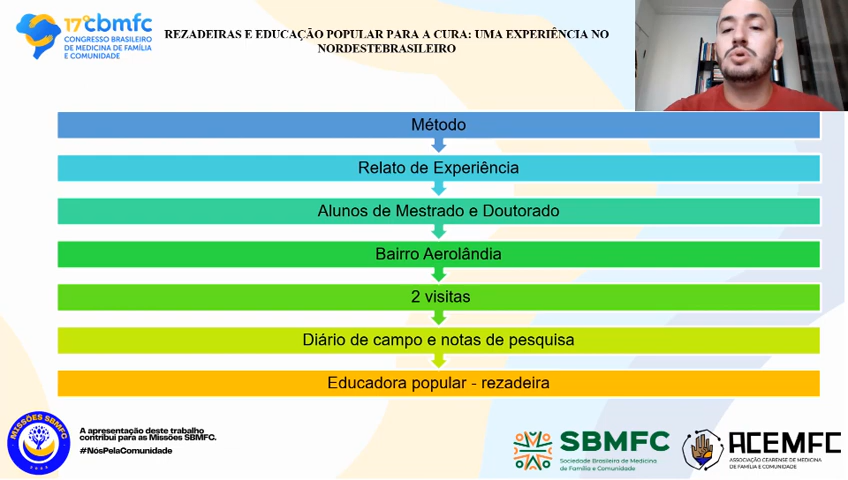 17º cbmfc
CONGRESSO BRASILEIRO
DE MEDICINA DE FAMÍLIA
E COMUNIDADE
REZADEIRAS E EDUCAÇÃO POPULAR PARA A CURA: UMA EXPERIÊNCIA NO
NORDESTEBRASILEIRO
Método
Relato de Experiência
Alunos de Mestrado e Doutorado
Bairro Aerolândia
2 visitas
Diário de campo e notas de pesquisa
Educadora popular - rezadeira
MISSÕES SBMFC
A apresentação deste trabalho
contribui para as Missões SBMFC.
#NósPelaComunidade
SBMFC
Sociedade Brasileira de Medicina
de Família e Comunidade
ACEMFC
ASSOCIAÇÃO CEARENSE DE MEDICINA
DE FAMÍLIA E COMUNIDADE